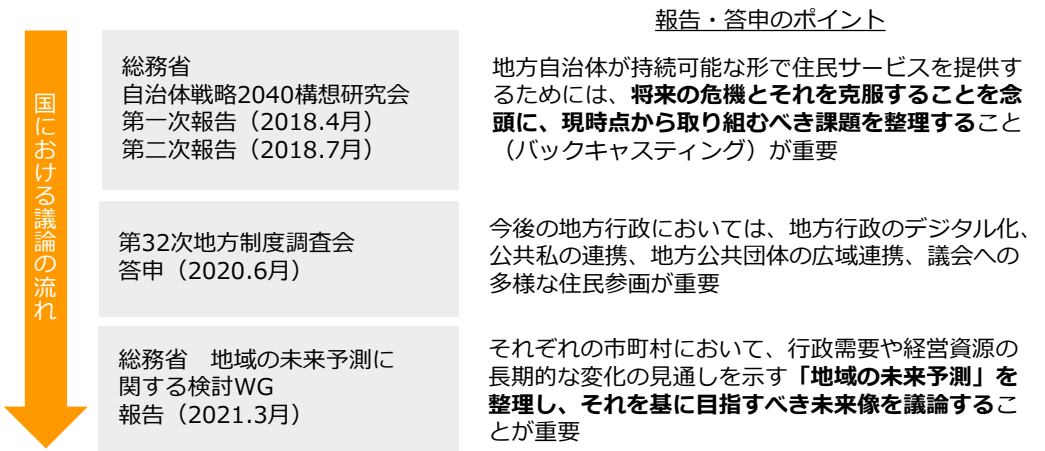 報告・答申のポイント
国における議論の流れ
総務省
自治体戦略2040構想研究会
第一次報告（2018.4月）
第二次報告（2018.7月）
地方自治体が持続可能な形で住民サービスを提供す
るためには、将来の危機とそれを克服することを念
頭に、現時点から取り組むべき課題を整理すること
（バックキャスティング）が重要
第32次地方制度調査会
答申（2020.6月）
今後の地方行政においては、地方行政のデジタル化、
公共私の連携、地方公共団体の広域連携、議会への
多様な住民参画が重要
総務省　地域の未来予測に
関する検討WG
報告（2021.3月）
それぞれの市町村において、行政需要や経営資源の
長期的な変化の見通しを示す「地域の未来予測」を
整理し、それを基に目指すべき未来像を議論するこ
とが重要